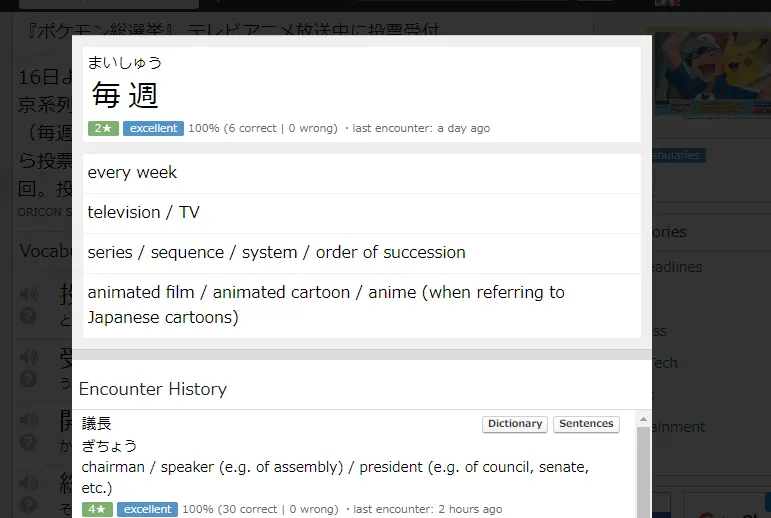 『ポケモン総選挙』 テレビアニメ放送中に投票受付
16日よ
京系列
（毎週
ら投票
回。投
Vocabu
まいしゅう
毎週
2★ excellent 100% (6 correct | 0 wrong) · last encounter: a day ago
every week
television / TV
series / sequence / system / order of succession
animated film / animated cartoon / anime (when referring to
Japanese cartoons)
Encounter History
議長 Dictionary Sentences
ぎちょう
chairman / speaker (e.g. of assembly) / president (e.g. of council, senate,
etc.)
4★ excellent 100% (30 correct | 0 wrong) · last encounter: 2 hours ago
abularies
ories
eadlines
ss
Tech
ainment